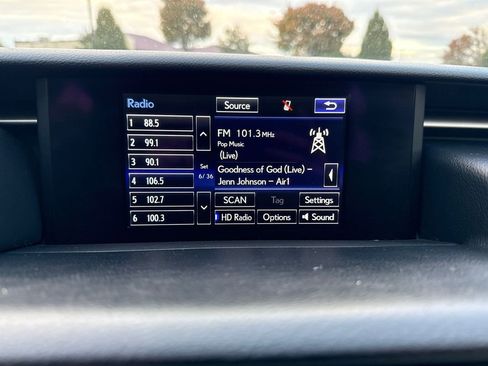 Radio
Source
1 88.5
2 99.1
3 90.1
4 106.5
5 102.7
6 100.3
Set
6/36
FM 101.3MHz
Pop Music
(Live)
Goodness of God (Live) –
Jenn Johnson – Air1
SCAN
Tag
Settings
HD Radio
Options
Sound